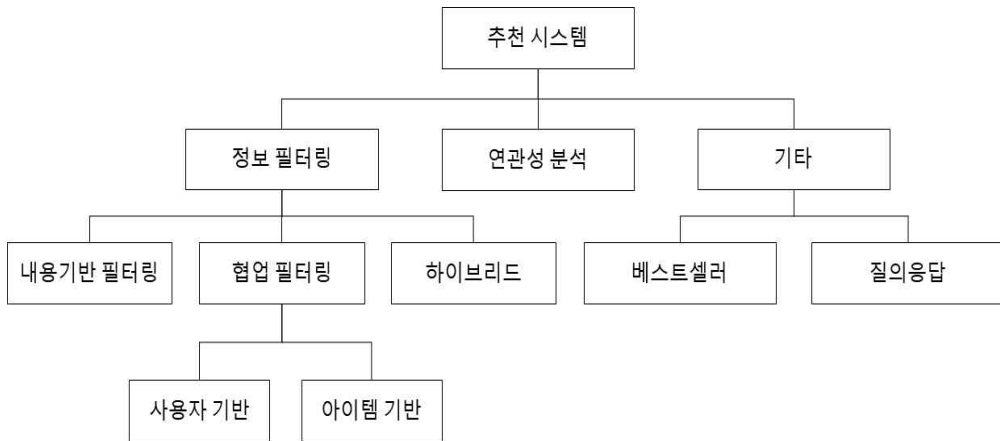 추천 시스템
정보 필터링
연관성 분석
기타
내용기반 필터링
협업 필터링
하이브리드
베스트셀러
질의응답
사용자 기반
아이템 기반